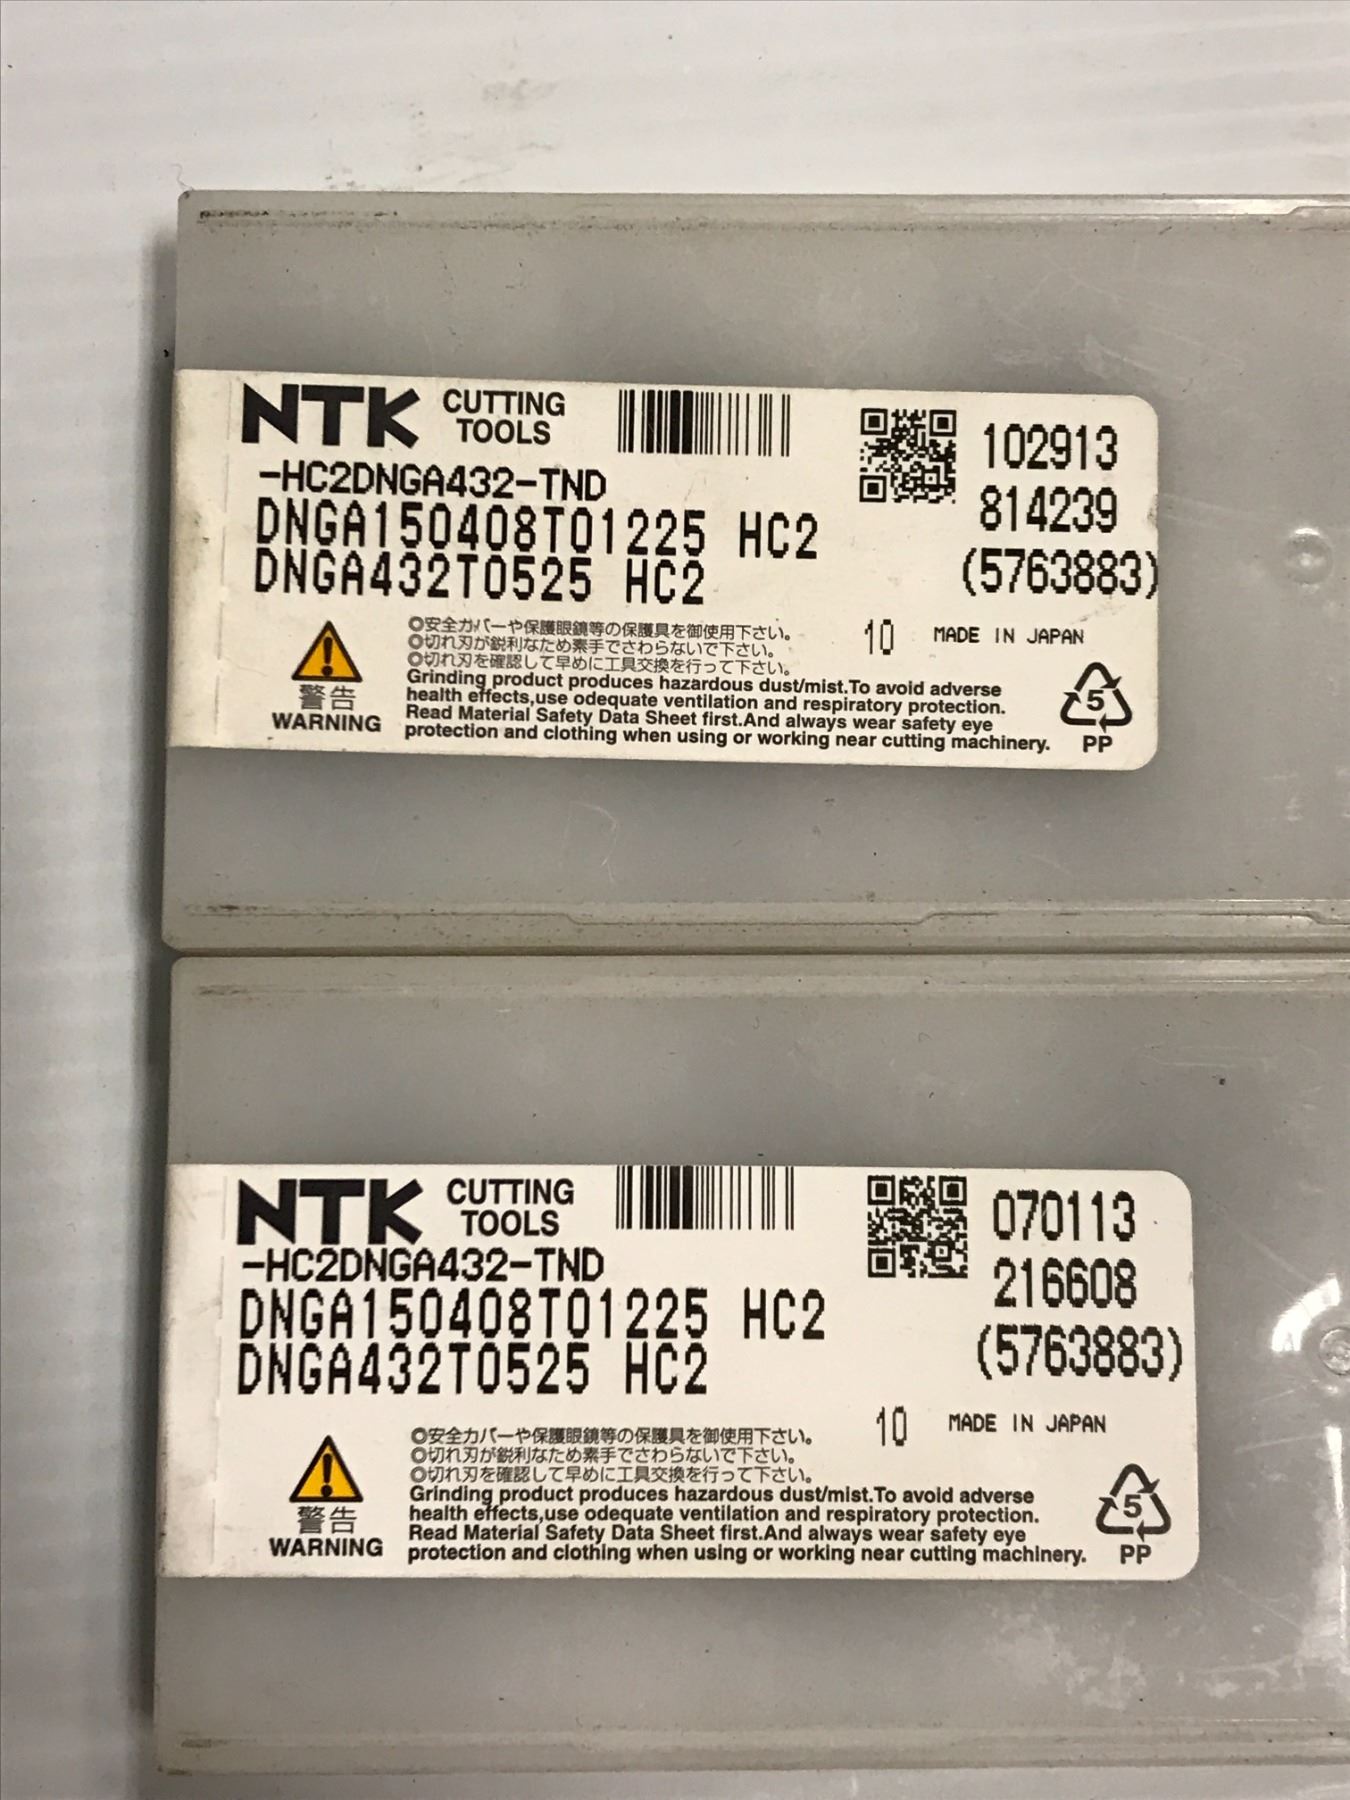 NTK CUTTING TOOLS
102913
-HC2DNGA432-TND
814239
DNGA150408T01225 HC2
DNGA432T0525 HC2
(5763883)
◎安全カバーや保護眼鏡等の保護具を御使用下さい。
◎切れ刃が鋭利なため素手でさわらないで下さい。
◎切れ刃を確認して早めに工具交換を行って下さい。
10 MADE IN JAPAN
警告
WARNING
Grinding product produces hazardous dust/mist.To avoid adverse
health effects,use odequate ventilation and respiratory protection.
Read Material Safety Data Sheet first.And always wear safety eye
protection and clothing when using or working near cutting machinery.
5
PP
NTK CUTTING TOOLS
070113
-HC2DNGA432-TND
216608
DNGA150408T01225 HC2
DNGA432T0525 HC2
(5763883)
10 MADE IN JAPAN
◎安全カバーや保護眼鏡等の保護具を御使用下さい。
◎切れ刃が鋭利なため素手でさわらないで下さい。
◎切れ刃を確認して早めに工具交換を行って下さい。
警告
WARNING
Grinding product produces hazardous dust/mist.To avoid adverse
health effects,use odequate ventilation and respiratory protection.
Read Material Safety Data Sheet first.And always wear safety eye
protection and clothing when using or working near cutting machinery.
5
PP